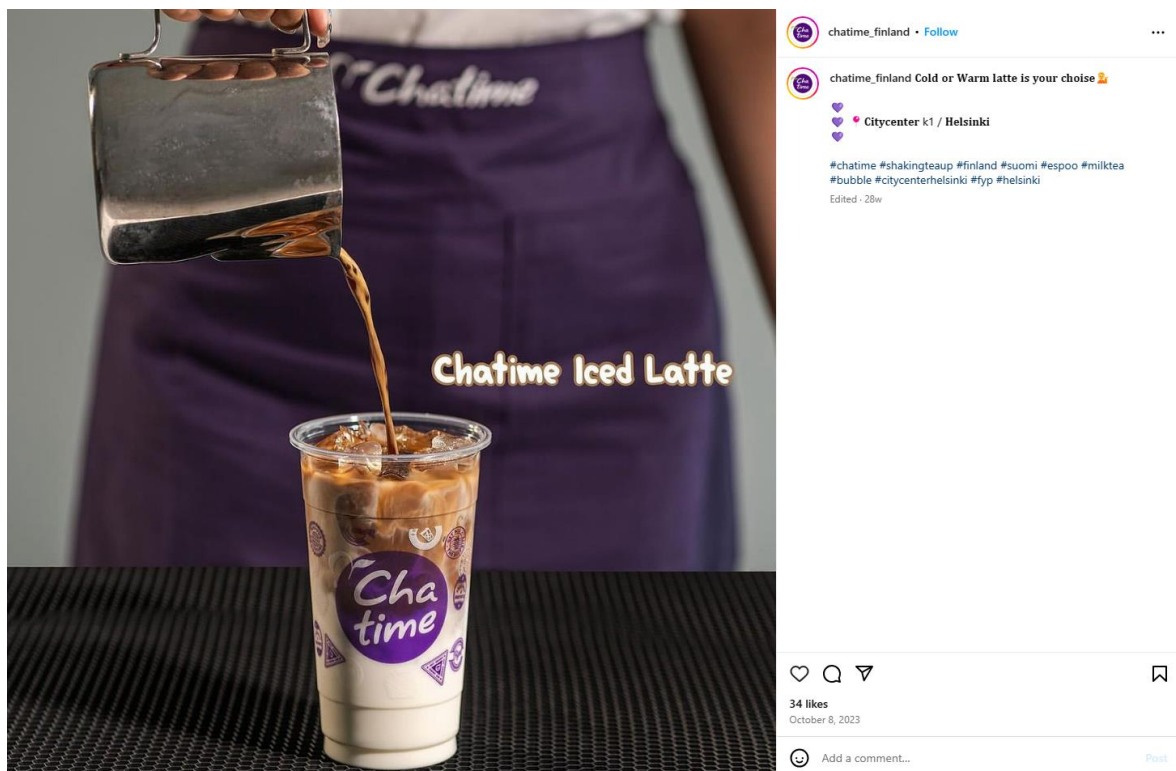 Chatime
Chatime Iced Latte
Cha
time
chatime_finland • Follow
chatime_finland Cold or Warm latte is your choise
Citycenter k1 / Helsinki
#chatime #shakingteaup #finland #suomi #espoo #milktea
#bubble #citycenterhelsinki #fyp #helsinki
Edited · 28w
34 likes
October 8, 2023
Add a comment...
Post